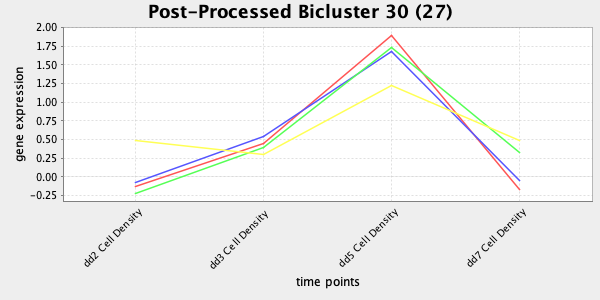 Post-Processed Bicluster 30 (27)
gene expression
2.00
1.75
1.50
1.25
1.00
0.75
0.50
0.25
0.00
-0.25
dd2 Cell Density
dd3 Cell Density
dd5 Cell Density
dd7 Cell Density
time points